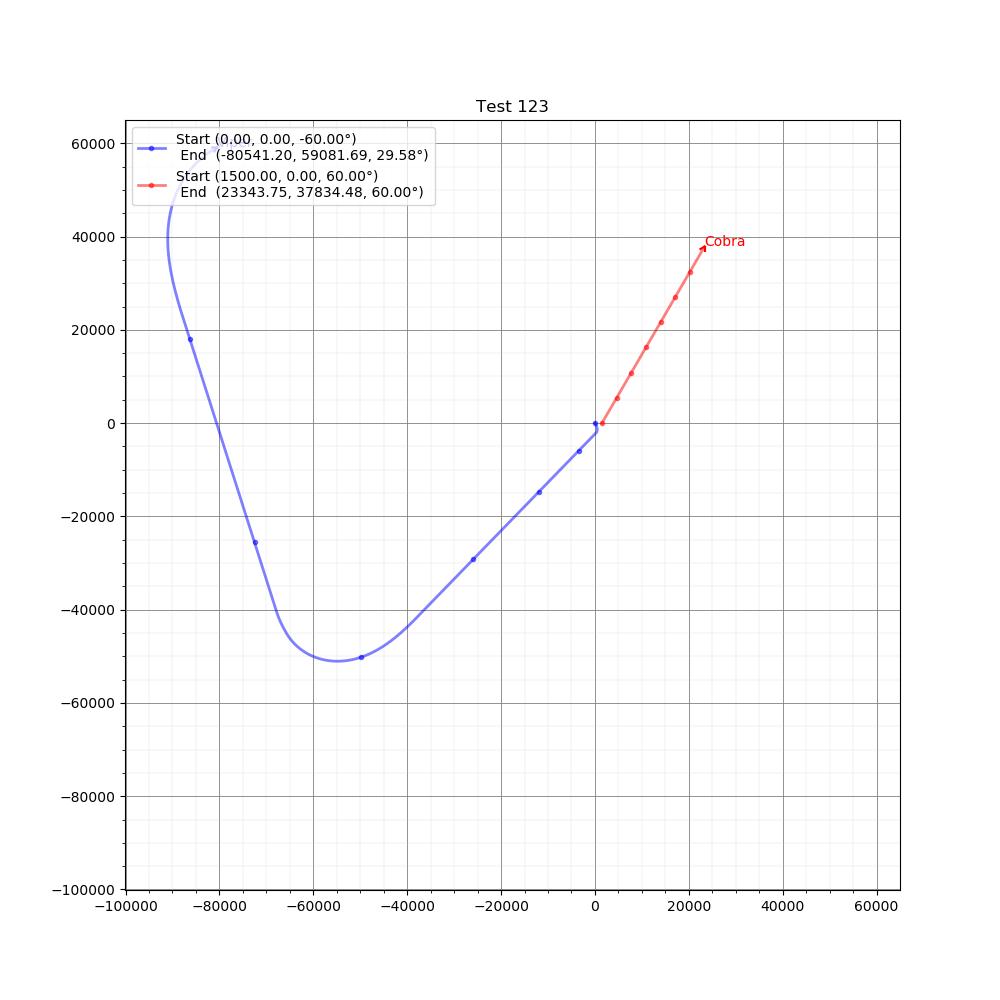 Test 123
Start (0.00, 0.00, -60.00°)
End (-80541.20, 59081.69, 29.58°)
Start (1500.00, 0.00, 60.00°)
End (23343.75, 37834.48, 60.00°)
Cobra
60000
40000
20000
0
−20000
−40000
−60000
−80000
−100000
−100000 −80000 −60000 −40000 −20000 0 20000 40000 60000